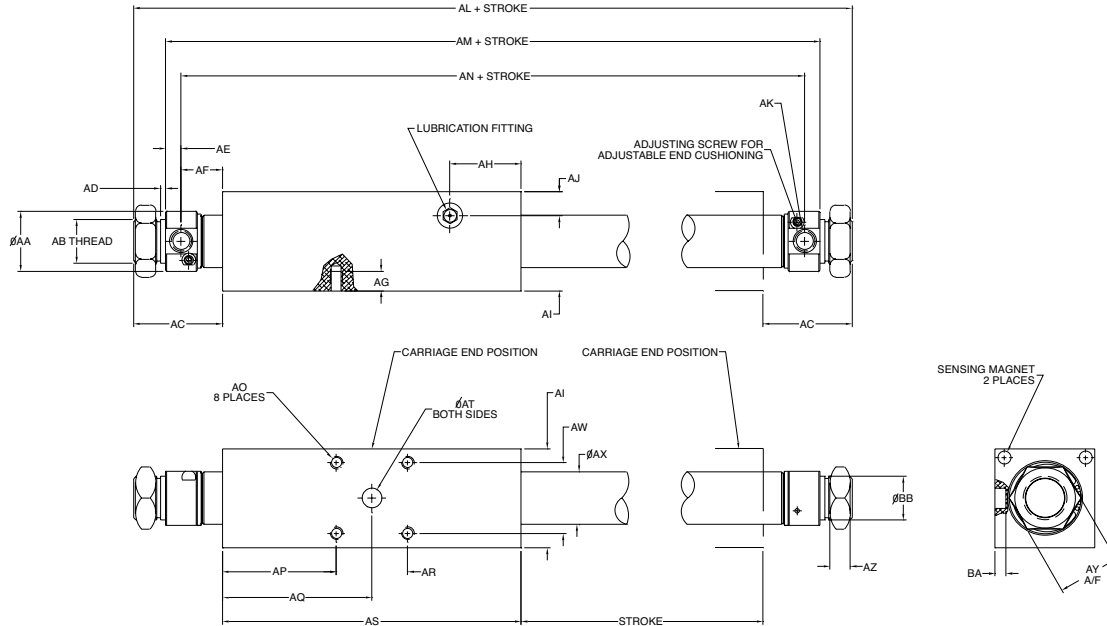 AL + STROKE
AM + STROKE
AN + STROKE
AK
LUBRICATION FITTING
ADJUSTING SCREW FOR
ADJUSTABLE END CUSHIONING
AE
AF
AH
AJ
AD
ØAA
AB THREAD
AG
AI
AC
AC
CARRIAGE END POSITION
CARRIAGE END POSITION
SENSING MAGNET
2 PLACES
AO
8 PLACES
ØAT
BOTH SIDES
AI
AW
ØAX
ØBB
AP
AR
AZ
BA
AY
A/F
AQ
AS
STROKE